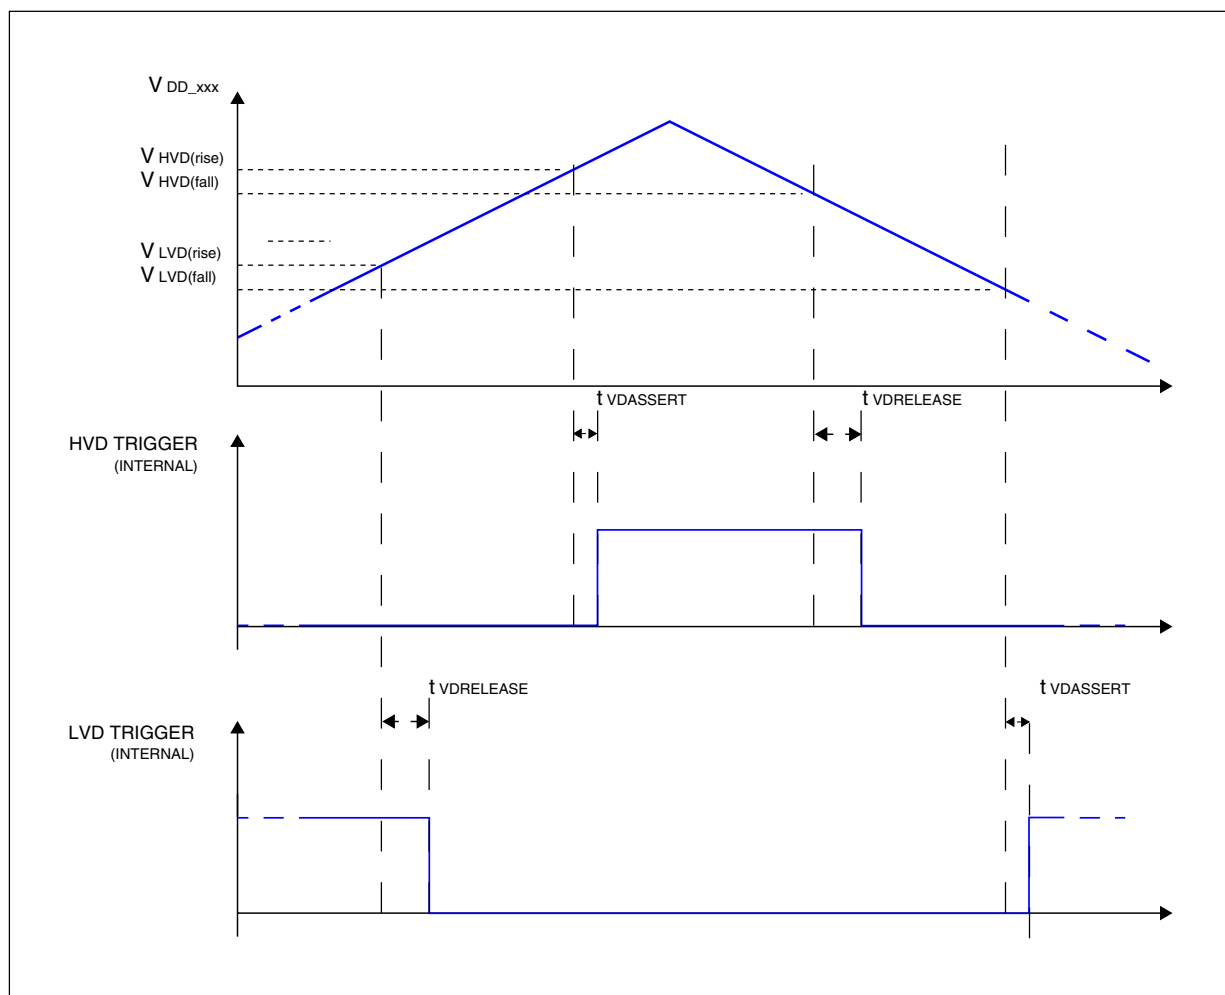 V DD_xxx
V HVD(rise)
V HVD(fall)
V LVD(rise)
V LVD(fall)
t VDASSERT
t VDRELEASE
HVD TRIGGER
(INTERNAL)
t VDRELEASE
t VDASSERT
LVD TRIGGER
(INTERNAL)